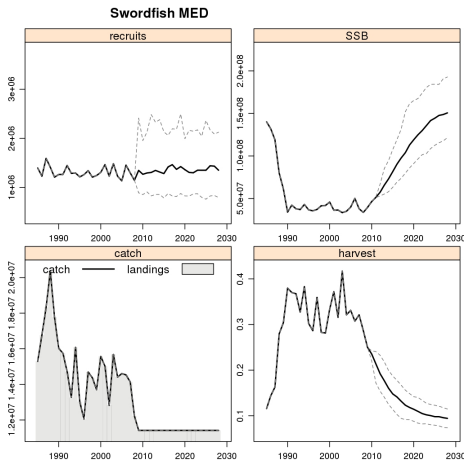 Swordfish MED
recruits SSB
3e+06
2e+06
1e+06
2.0e+08
1.5e+08
1.0e+08
5.0e+07
1990 2000 2010 2020 2030 1990 2000 2010 2020 2030
catch harvest
catch landings
2.0e+07
1.8e+07
1.6e+07
1.4e+07
1.2e+07
0.4
0.3
0.2
0.1
1990 2000 2010 2020 2030 1990 2000 2010 2020 2030